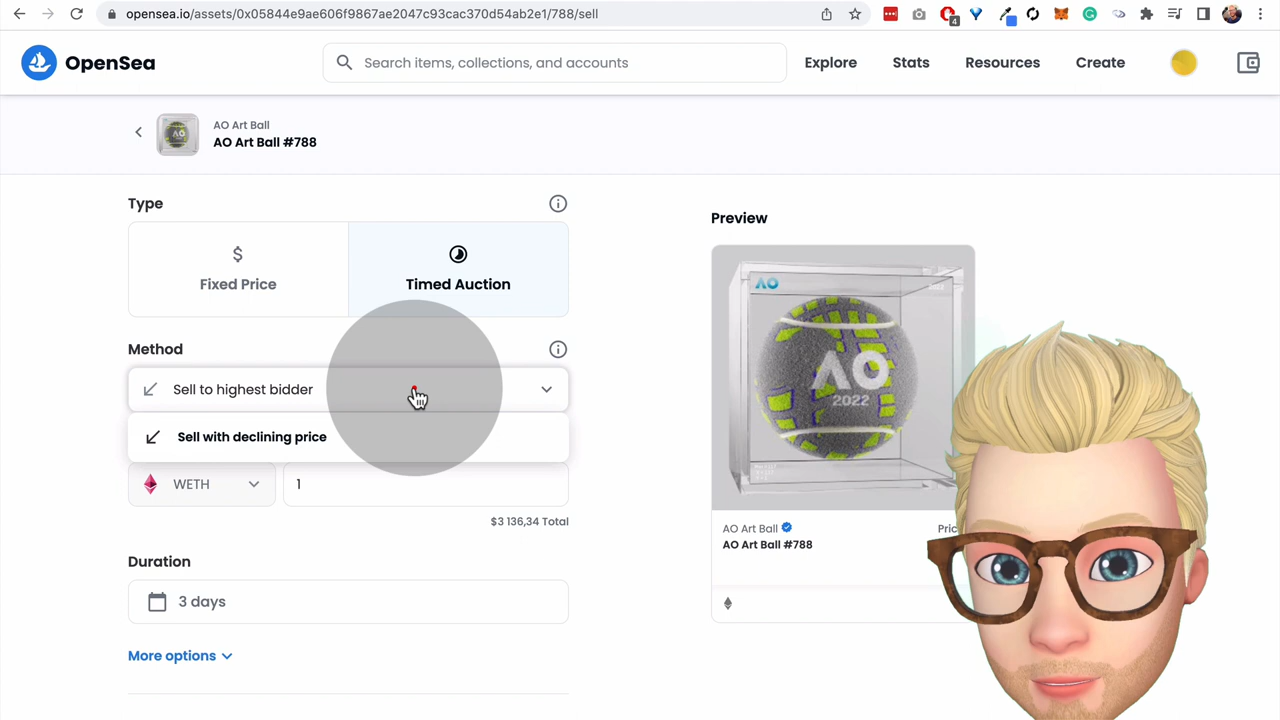 opensea.io/assets/0x05844e9ae606f9867ae2047c93cac370d54ab2e1/788/sell
4
OpenSea
Search items, collections, and accounts
Explore
Stats
Resources
Create
AO Art Ball
AO Art Ball #788
Type
$
Fixed Price
Timed Auction
Method
Sell to highest bidder
Sell with declining price
WETH
1
$3 136,34 Total
Duration
3 days
More options
Preview
AO
2022
AO
2022
AO Art Ball
Pric
AO Art Ball #788